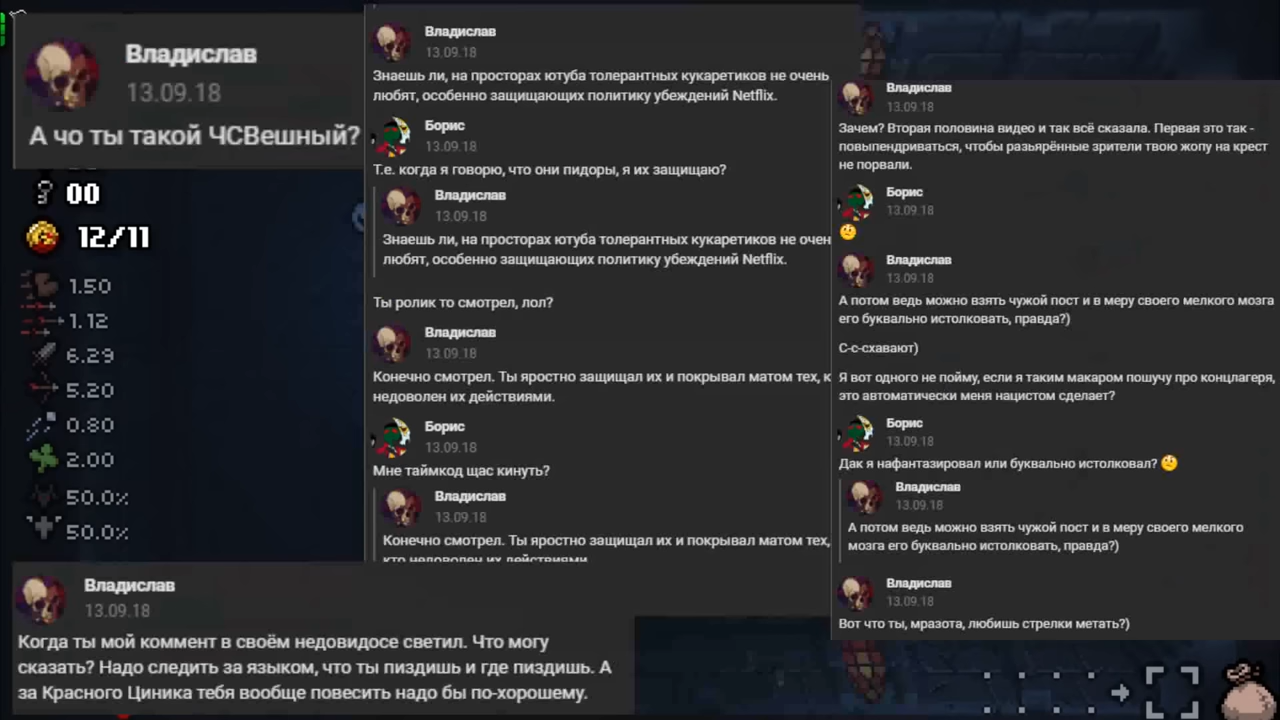 Владислав
13.09.18
А чо ты такой ЧСВешный?
00
12/11
1.50
1.12
6.29
5.20
0.80
2.00
50.0%
50.0%
Владислав
13.09.18
Когда ты мой коммент в своём недовидосе светил. Что могу
сказать? Надо следить за языком, что ты пиздишь и где пиздишь. А
за Красного Циника тебя вообще повесить надо бы по-хорошему.
Владислав
13.09.18
Знаешь ли, на просторах ютуба толерантных кукаретиков не очень
любят, особенно защищающих политику убеждений Netflix.
Борис
13.09.18
Т.е. когда я говорю, что они пидоры, я их защищаю?
Владислав
13.09.18
Знаешь ли, на просторах ютуба толерантных кукаретиков не очен
любят, особенно защищающих политику убеждений Netflix.
Ты ролик то смотрел, лол?
Владислав
13.09.18
Конечно смотрел. Ты яростно защищал их и покрывал матом тех, к
недоволен их действиями.
Борис
13.09.18
Мне таймкод щас кинуть?
Владислав
13.09.18
Конечно смотрел. Ты яростно защищал их и покрывал матом тех,
кто недоволен их действиями.
Владислав
13.09.18
Зачем? Вторая половина видео и так всё сказала. Первая это так -
повыпендриваться, чтобы разьярённые зрители твою жопу на крест
не порвали.
Борис
13.09.18
Владислав
13.09.18
А потом ведь можно взять чужой пост и в меру своего мелкого мозга
его буквально истолковать, правда?)
С-с-схавают)
Я вот одного не пойму, если я таким макаром пошучу про концлагеря,
это автоматически меня нацистом сделает?
Борис
13.09.18
Дак я нафантазировал или буквально истолковал?
Владислав
13.09.18
А потом ведь можно взять чужой пост и в меру своего мелкого
мозга его буквально истолковать, правда?)
Владислав
13.09.18
Вот что ты, мразота, любишь стрелки метать?)